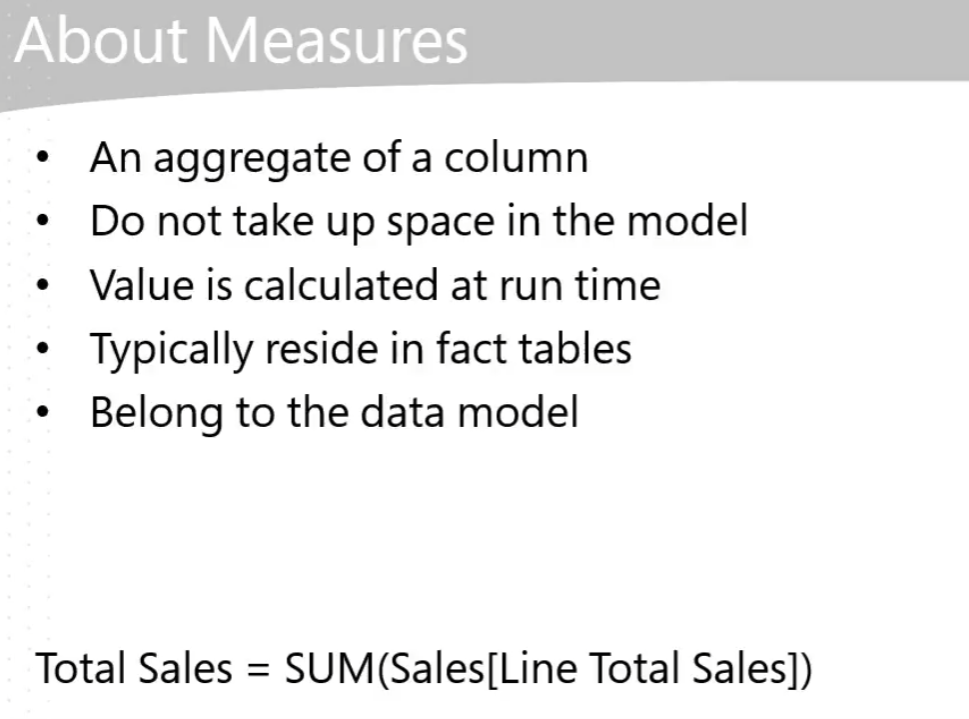 About Measures
• An aggregate of a column
• Do not take up space in the model
• Value is calculated at run time
• Typically reside in fact tables
• Belong to the data model
Total Sales = SUM(Sales[Line Total Sales])